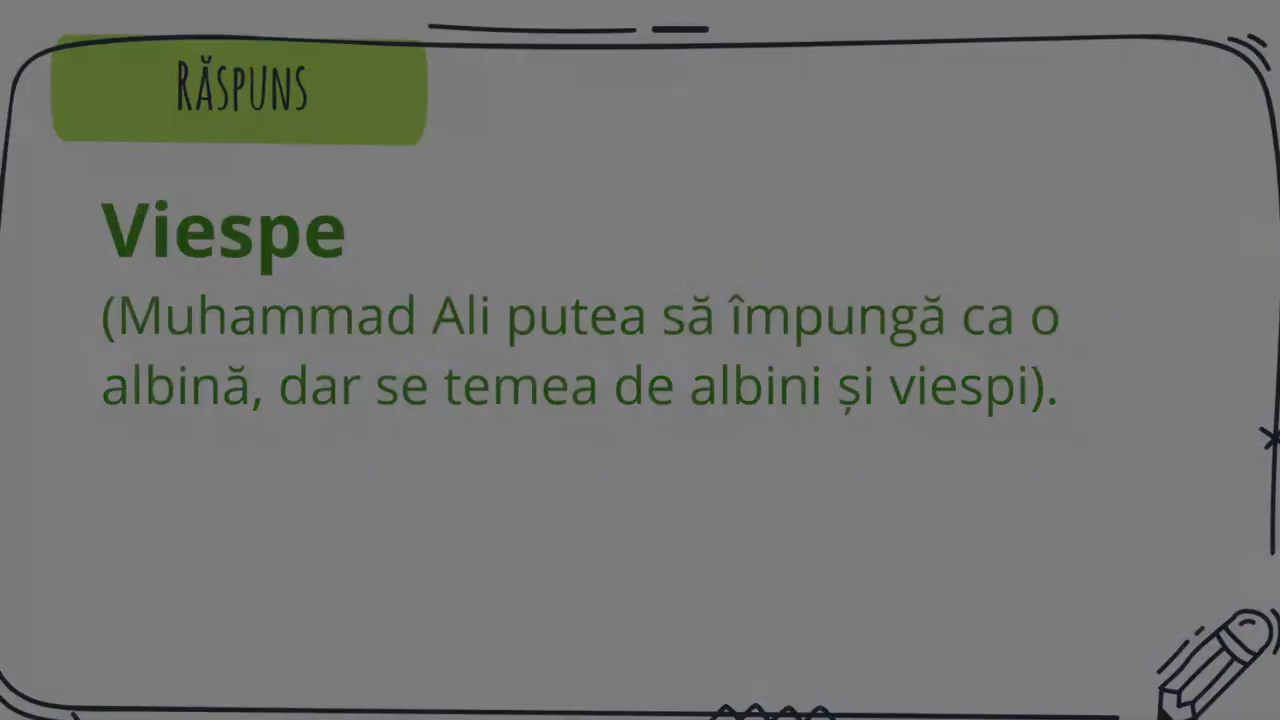 RĂSPUNS
Viespe
(Muhammad Ali putea să împungă ca o
albină, dar se temea de albini și viespi).